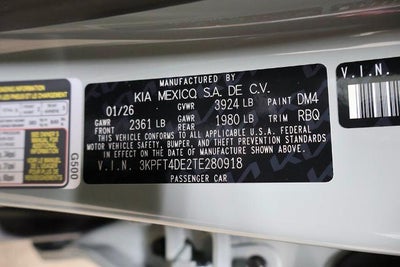 MANUFACTURED BY
KIA MEXICO, S.A. DE C.V.
01/26 GVWR 3924 LB PAINT DM4
GAWR FRONT 2361 LB GAWR REAR 1980 LB TRIM RBQ
THIS VEHICLE CONFORMS TO ALL APPLICABLE U.S.A. FEDERAL
MOTOR VEHICLE SAFETY, BUMPER, AND THEFT PREVENTION STANDARDS
IN EFFECT ON THE DATE OF MANUFACTURE SHOWN ABOVE.
V.I.N. 3KPFT4DE2TE280918
PASSENGER CAR
G500
V.I.N.